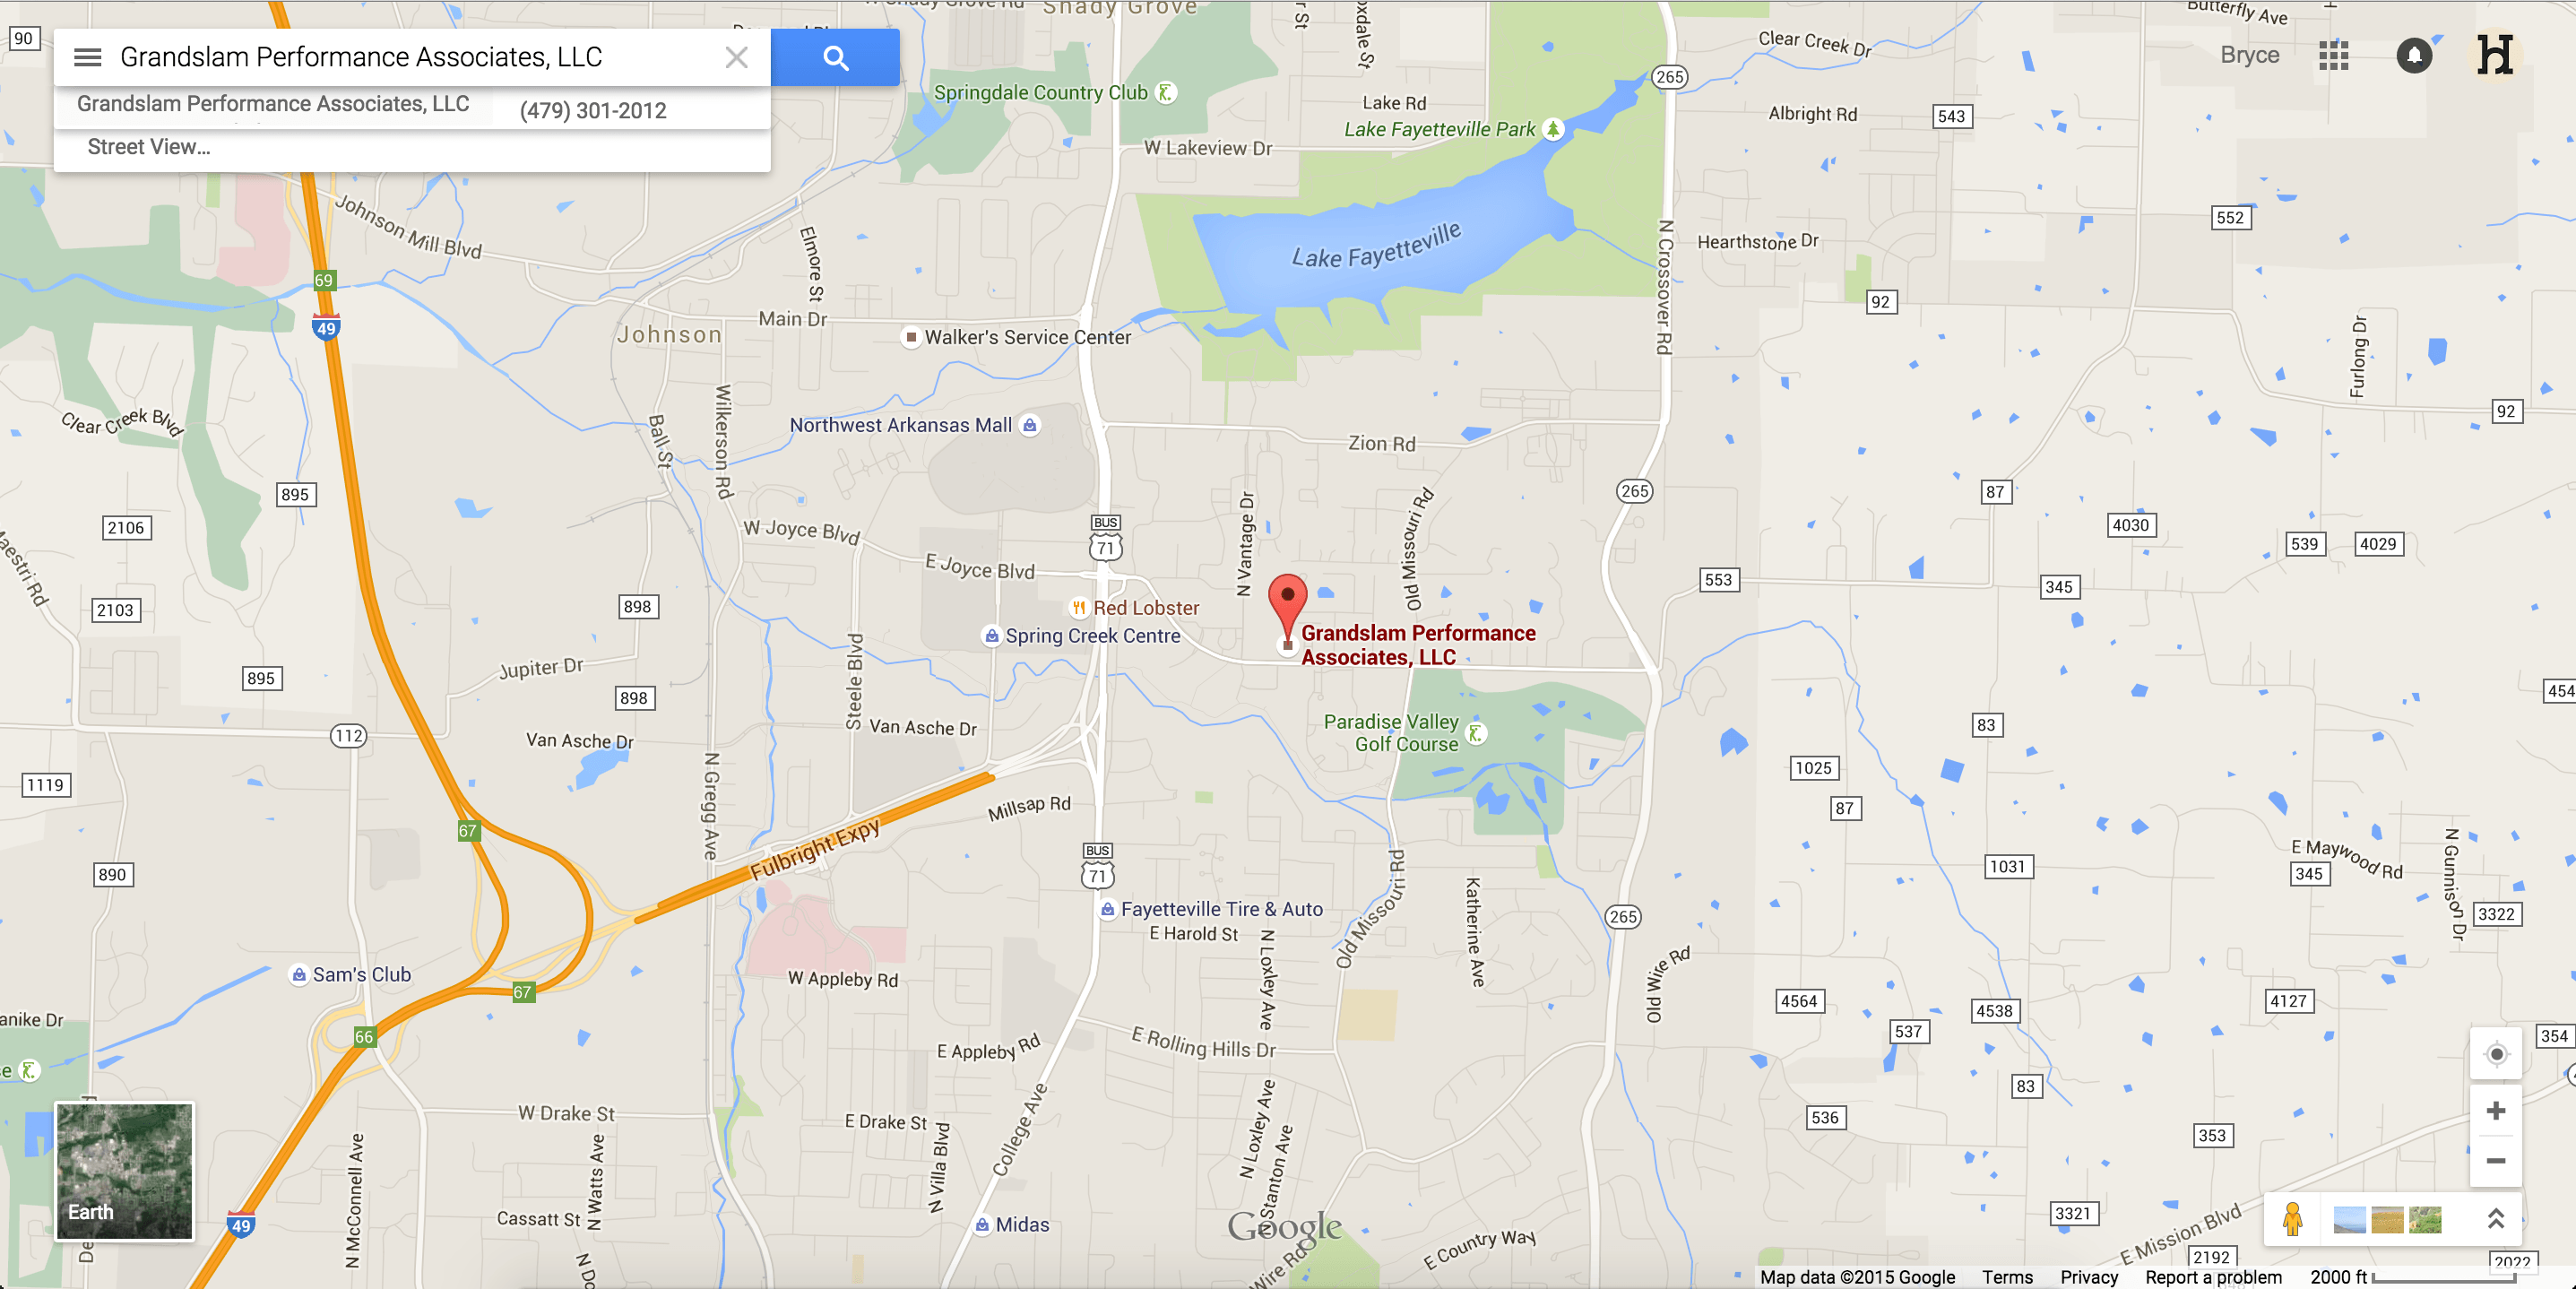 Shady Grove
Butterfly Ave
90
Grandslam Performance Associates, LLC
Bryce
Clear Creek Dr
265
Grandslam Performance Associates, LLC
(479) 301-2012
Street View...
Springdale Country Club
Lake Rd
Albright Rd
543
Lake Fayetteville Park
W Lakeview Dr
Johnson Mill Blvd
Elmore St
Lake Fayetteville
N Crossover Rd
Hearthstone Dr
552
69
49
92
Main Dr
Johnson
Walker's Service Center
Furlong Dr
Clear Creek Blvd
Ball St
Wilkerson Rd
Northwest Arkansas Mall
Zion Rd
92
895
265
87
2106
W Joyce Blvd
BUS
71
N Vantage Dr
Old Missouri Rd
4030
539
4029
Maestri Rd
E Joyce Blvd
553
345
2103
898
Red Lobster
Spring Creek Centre
Grandslam Performance
Associates, LLC
895
Jupiter Dr
898
Steele Blvd
454
112
Van Asche Dr
Van Asche Dr
Paradise Valley
Golf Course
83
1119
N Gregg Ave
1025
Millsap Rd
87
67
Fulbright Expy
BUS
71
890
Old Missouri Rd
Katherine Ave
1031
E Maywood Rd
345
N Gunnison Dr
3322
Fayetteville Tire & Auto
E Harold St
265
Sam's Club
N Loxley Ave
Old Wire Rd
67
W Appleby Rd
4564
4538
4127
66
E Appleby Rd
E Rolling Hills Dr
537
354
83
W Drake St
E Drake St
College Ave
N Loxley Ave
536
353
N McConnell Ave
N Watts Ave
N Villa Blvd
N Stanton Ave
Earth
49
Cassatt St
Midas
Google
E Country Way
3321
E Mission Blvd
2192
2022
Map data ©2015 Google
Terms
Privacy
Report a problem
2000 ft